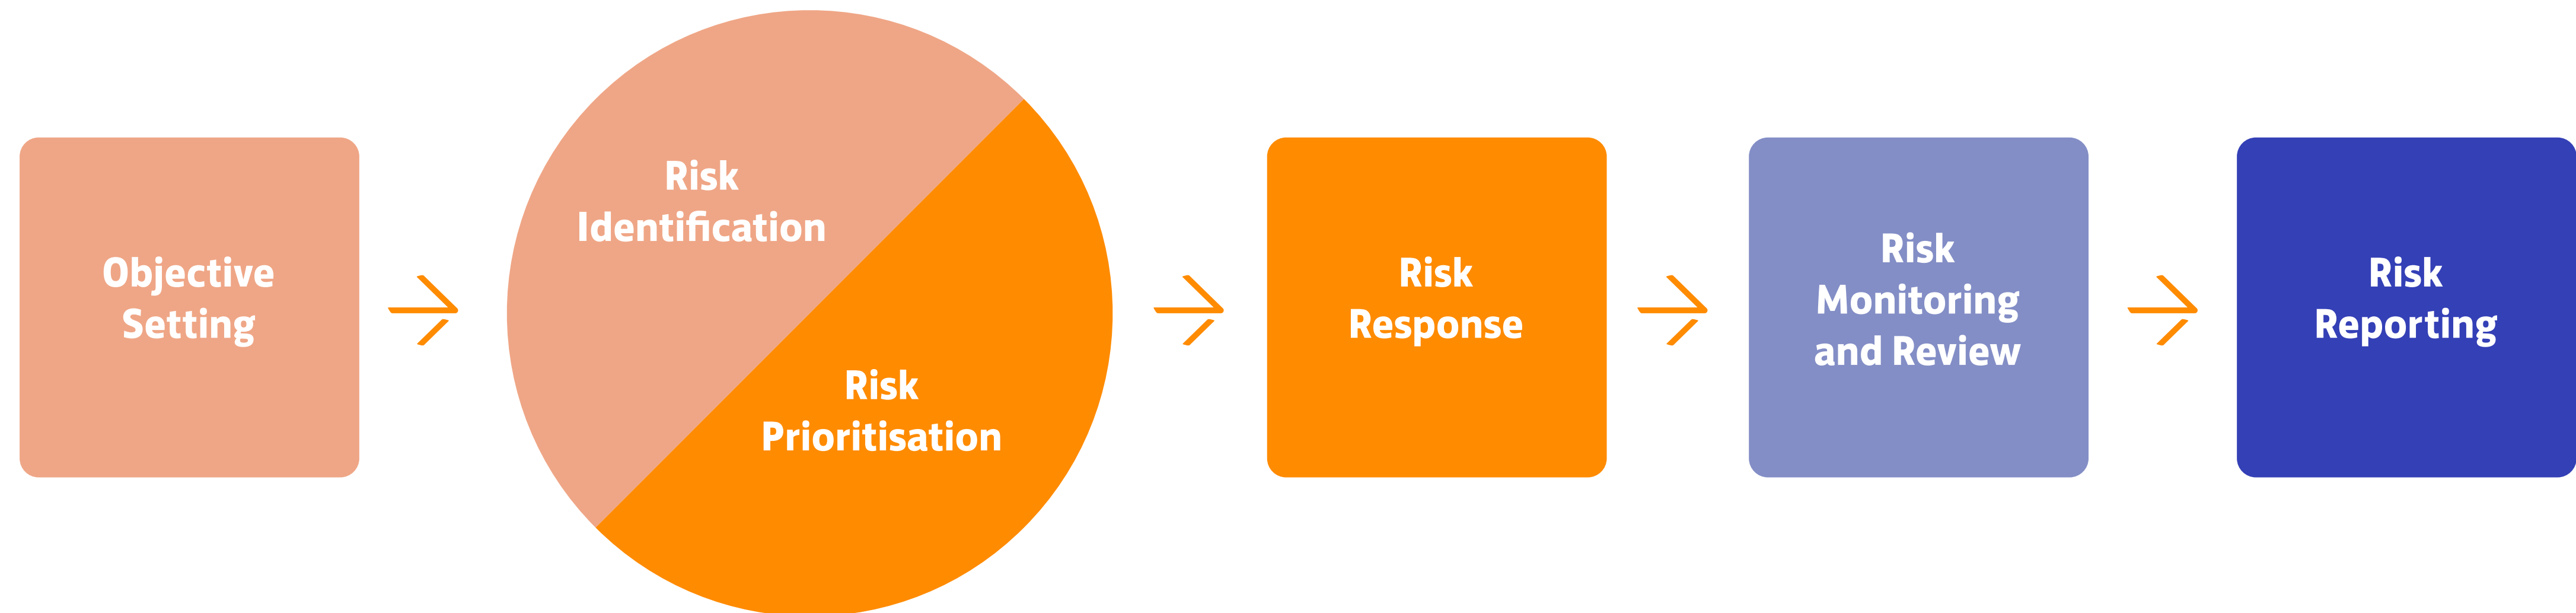 Objective
Setting
Risk
Identification
Risk
Prioritisation
Risk
Response
Risk
Monitoring
and Review
Risk
Reporting